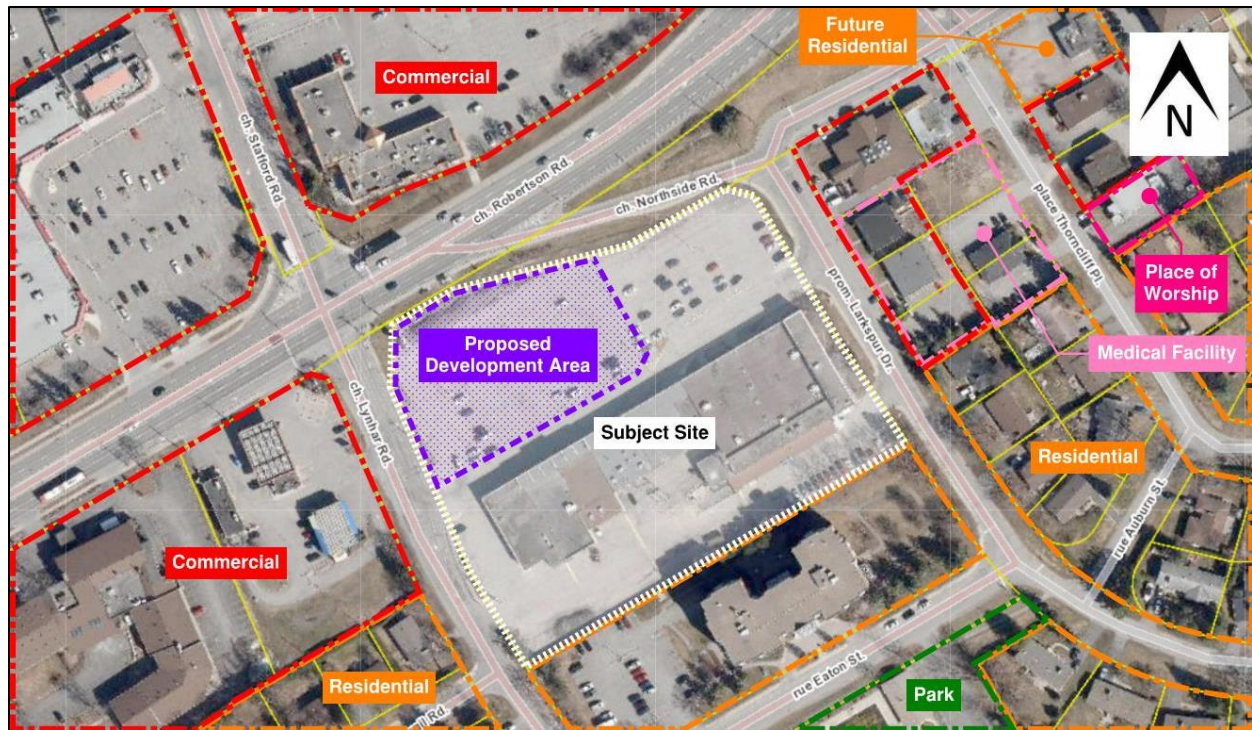 Future
Residential
Commercial
N
ch. Stafford Rd.
ch. Robertson Rd.
ch. Northside Rd.
place Thorncliff Pl.
Place of
Worship
prom. Larkspur Dr.
Medical Facility
Proposed
Development Area
ch. Lynhar Rd.
Subject Site
Residential
rue Auburn St.
Commercial
Residential
rue Eaton St.
Park
Rd.